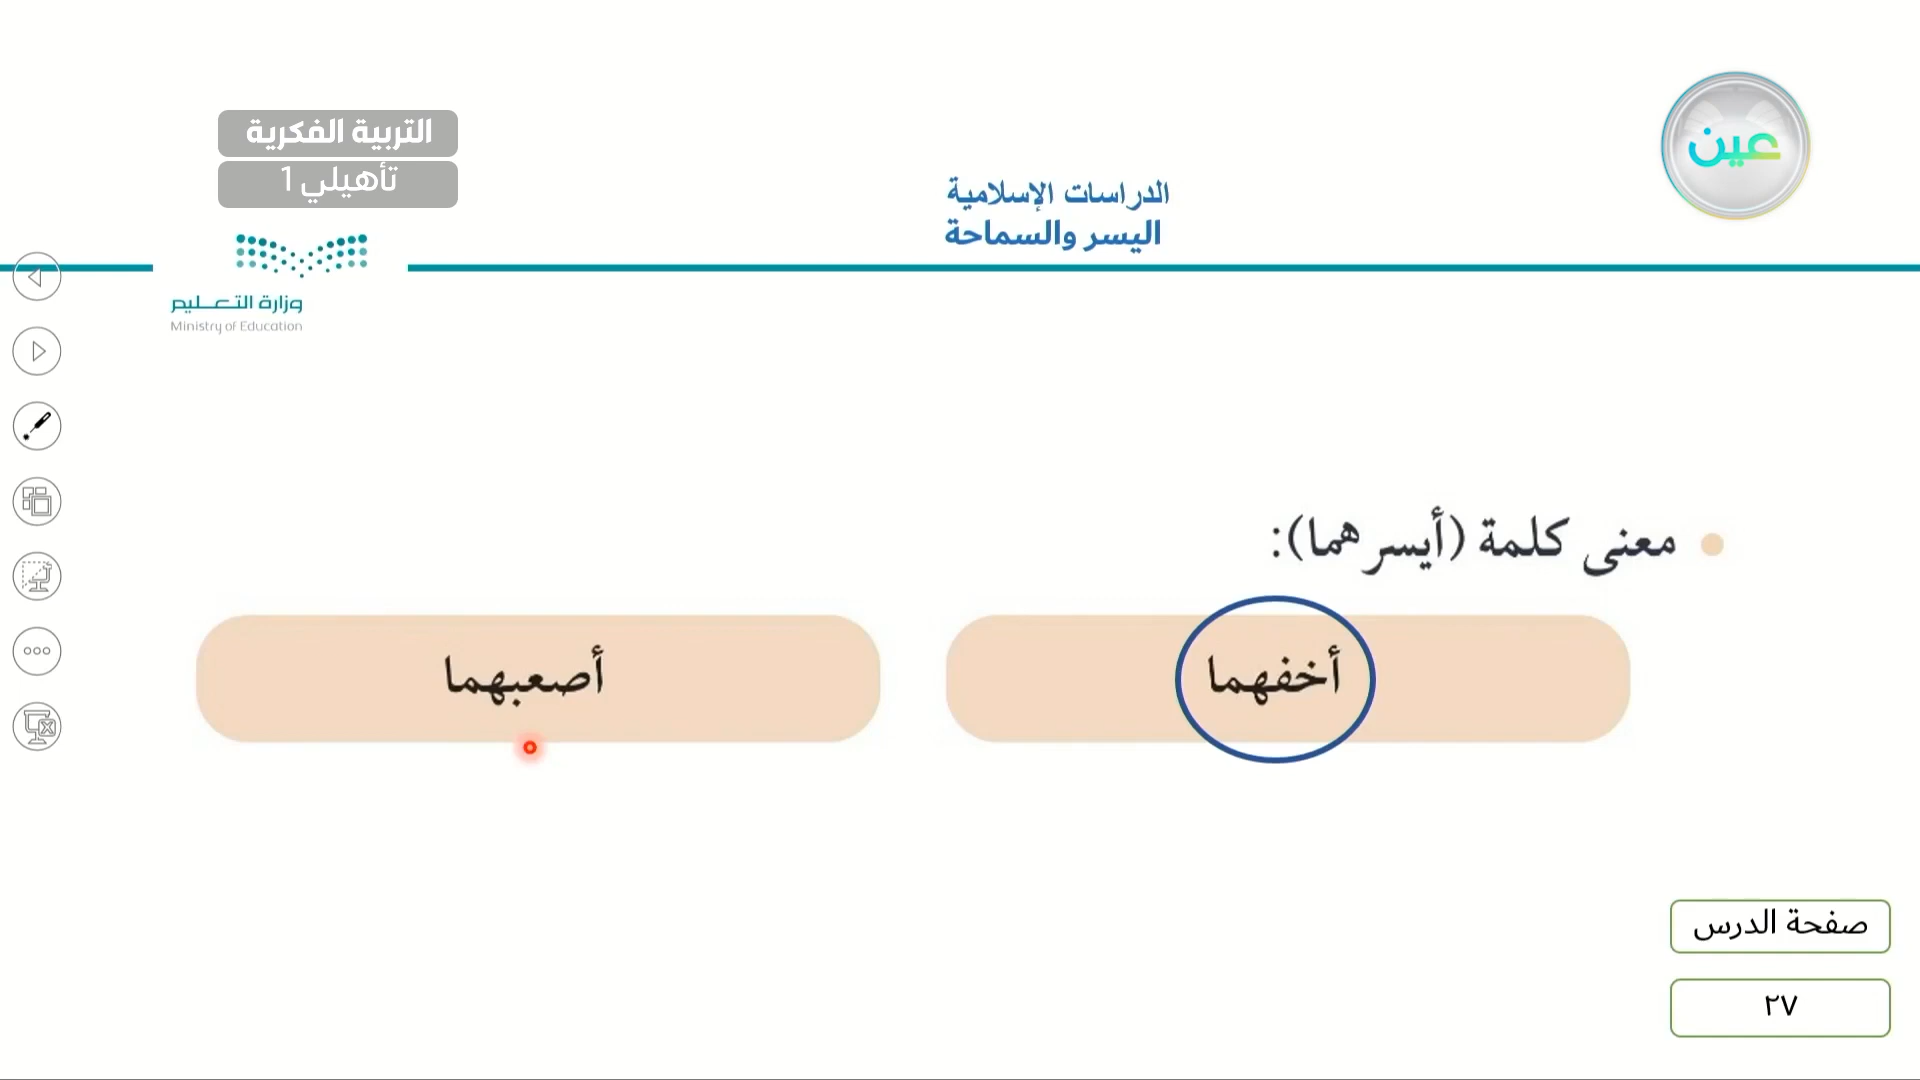 التربية الفكرية
تأهيلي 1
عين
الدراسات الإسلامية
اليسر والسماحة
وزارة التعليم
Ministry of Education
معنى كلمة (أيسرهما):
أخفهما
أصعبهما
صفحة الدرس
٢٧